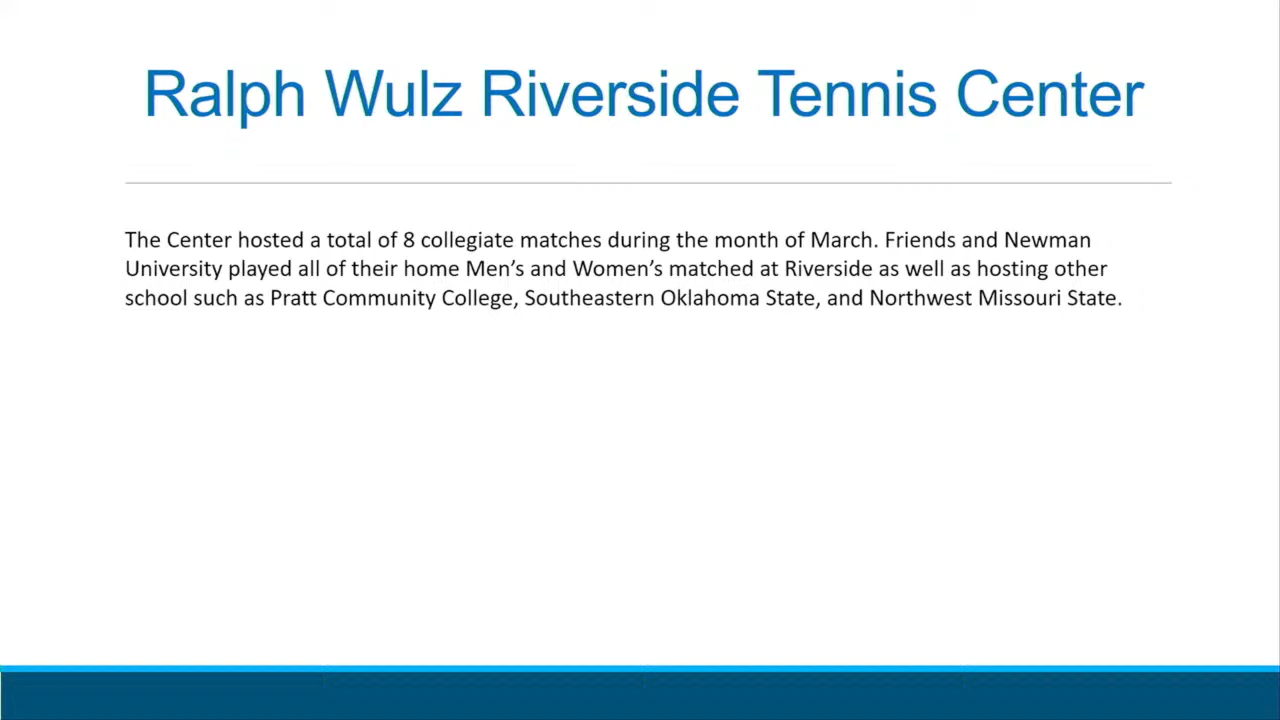 Ralph Wulz Riverside Tennis Center
The Center hosted a total of 8 collegiate matches during the month of March. Friends and Newman
University played all of their home Men’s and Women’s matched at Riverside as well as hosting other
school such as Pratt Community College, Southeastern Oklahoma State, and Northwest Missouri State.